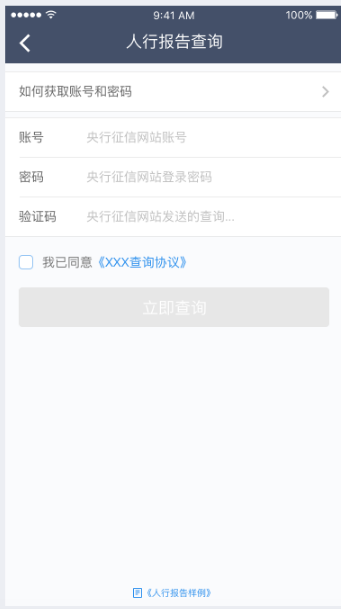 9:41 AM 100%
人行报告查询
如何获取账号和密码
账号 央行征信网站账号
密码 央行征信网站登录密码
验证码 央行征信网站发送的查询...
我已同意《XXX查询协议》
立即查询
《人行报告样例》